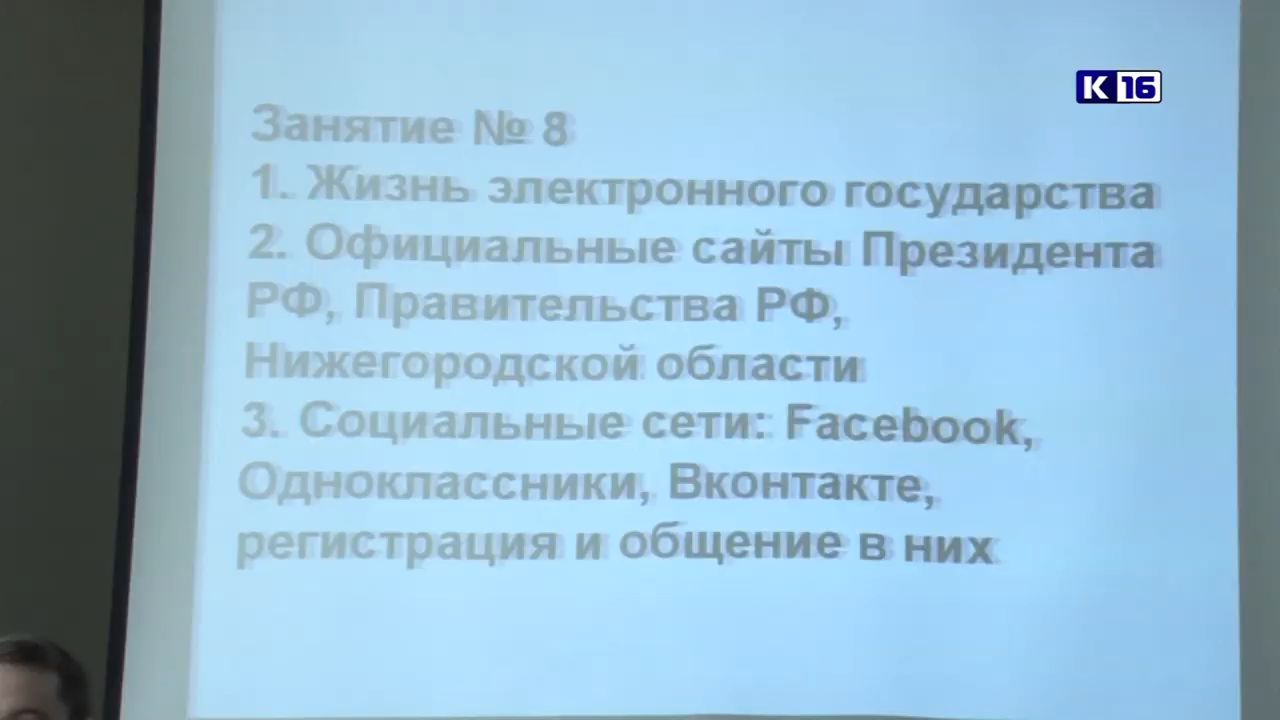 К 16
Занятие № 8
1. Жизнь электронного государства
2. Официальные сайты Президента
РФ, Правительства РФ,
Нижегородской области
3. Социальные сети: Facebook,
Одноклассники, Вконтакте,
регистрация и общение в них